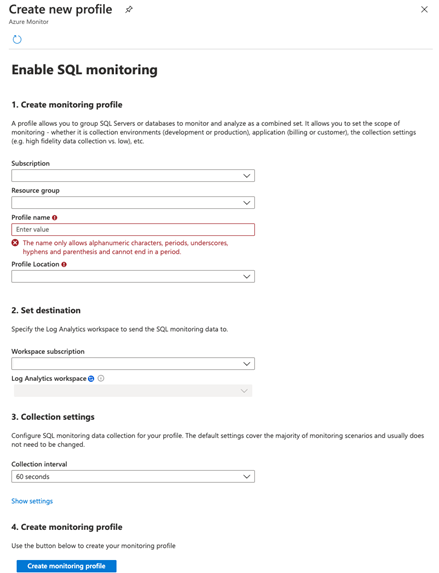 Create new profile
Azure Monitor
Enable SQL monitoring
1. Create monitoring profile
A profile allows you to group SQL Servers or databases to monitor and analyze as a combined set. It allows you to set the scope of
monitoring - whether it is collection environments (development or production), application (billing or customer), the collection settings
(e.g. high fidelity data collection vs. low), etc.
Subscription
Resource group
Profile name
Enter value
The name only allows alphanumeric characters, periods, underscores,
hyphens and parenthesis and cannot end in a period.
Profile Location
2. Set destination
Specify the Log Analytics workspace to send the SQL monitoring data to.
Workspace subscription
Log Analytics workspace
3. Collection settings
Configure SQL monitoring data collection for your profile. The default settings cover the majority of monitoring scenarios and usually does
not need to be changed.
Collection interval
60 seconds
Show settings
4. Create monitoring profile
Use the button below to create your monitoring profile
Create monitoring profile